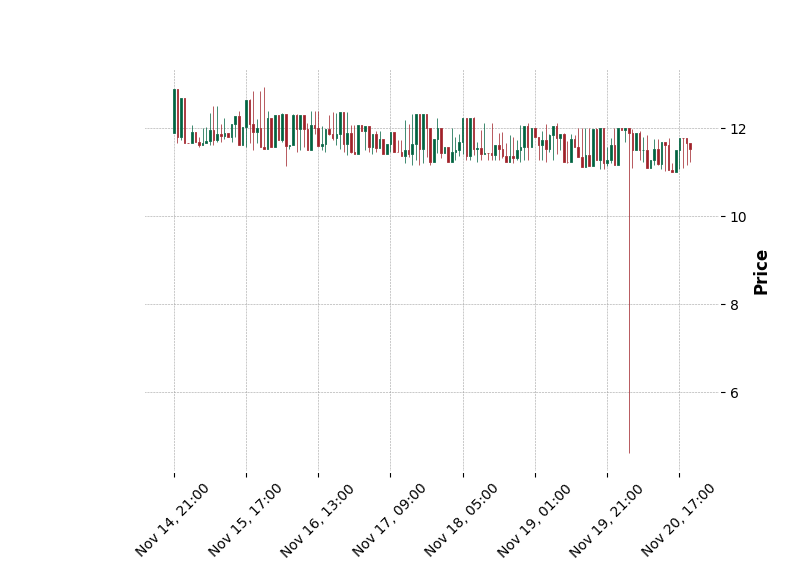 12
10
8
6
Price
Nov 14, 21:00
Nov 15, 17:00
Nov 16, 13:00
Nov 17, 09:00
Nov 18, 05:00
Nov 19, 01:00
Nov 19, 21:00
Nov 20, 17:00